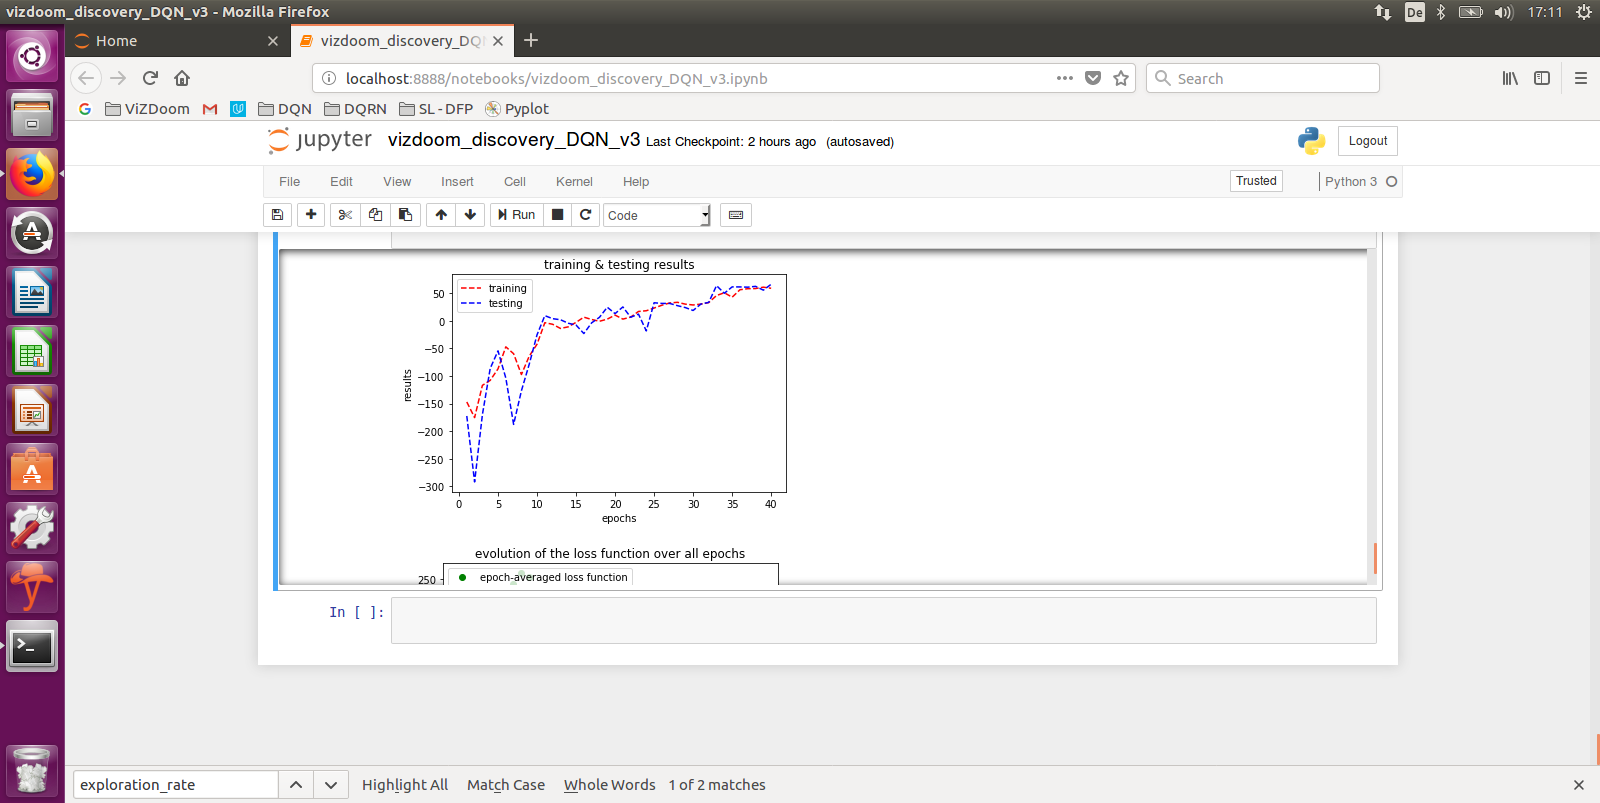 vizdoom_discovery_DQN_v3 - Mozilla Firefox
De
17:11
Home
vizdoom_discovery_DQ
localhost:8888/notebooks/vizdoom_discovery_DQN_v3.ipynb
Search
ViZDoom
DQN
DQRN
SL - DFP
Pyplot
jupyter
vizdoom_discovery_DQN_v3 Last Checkpoint: 2 hours ago (autosaved)
Logout
File Edit View Insert Cell Kernel Help
Trusted
Python 3
Run
Code
training & testing results
training
testing
50
0
−50
−100
−150
−200
−250
−300
results
0 5 10 15 20 25 30 35 40
epochs
evolution of the loss function over all epochs
250
epoch-averaged loss function
In [ ]:
exploration_rate
Highlight All
Match Case
Whole Words
1 of 2 matches